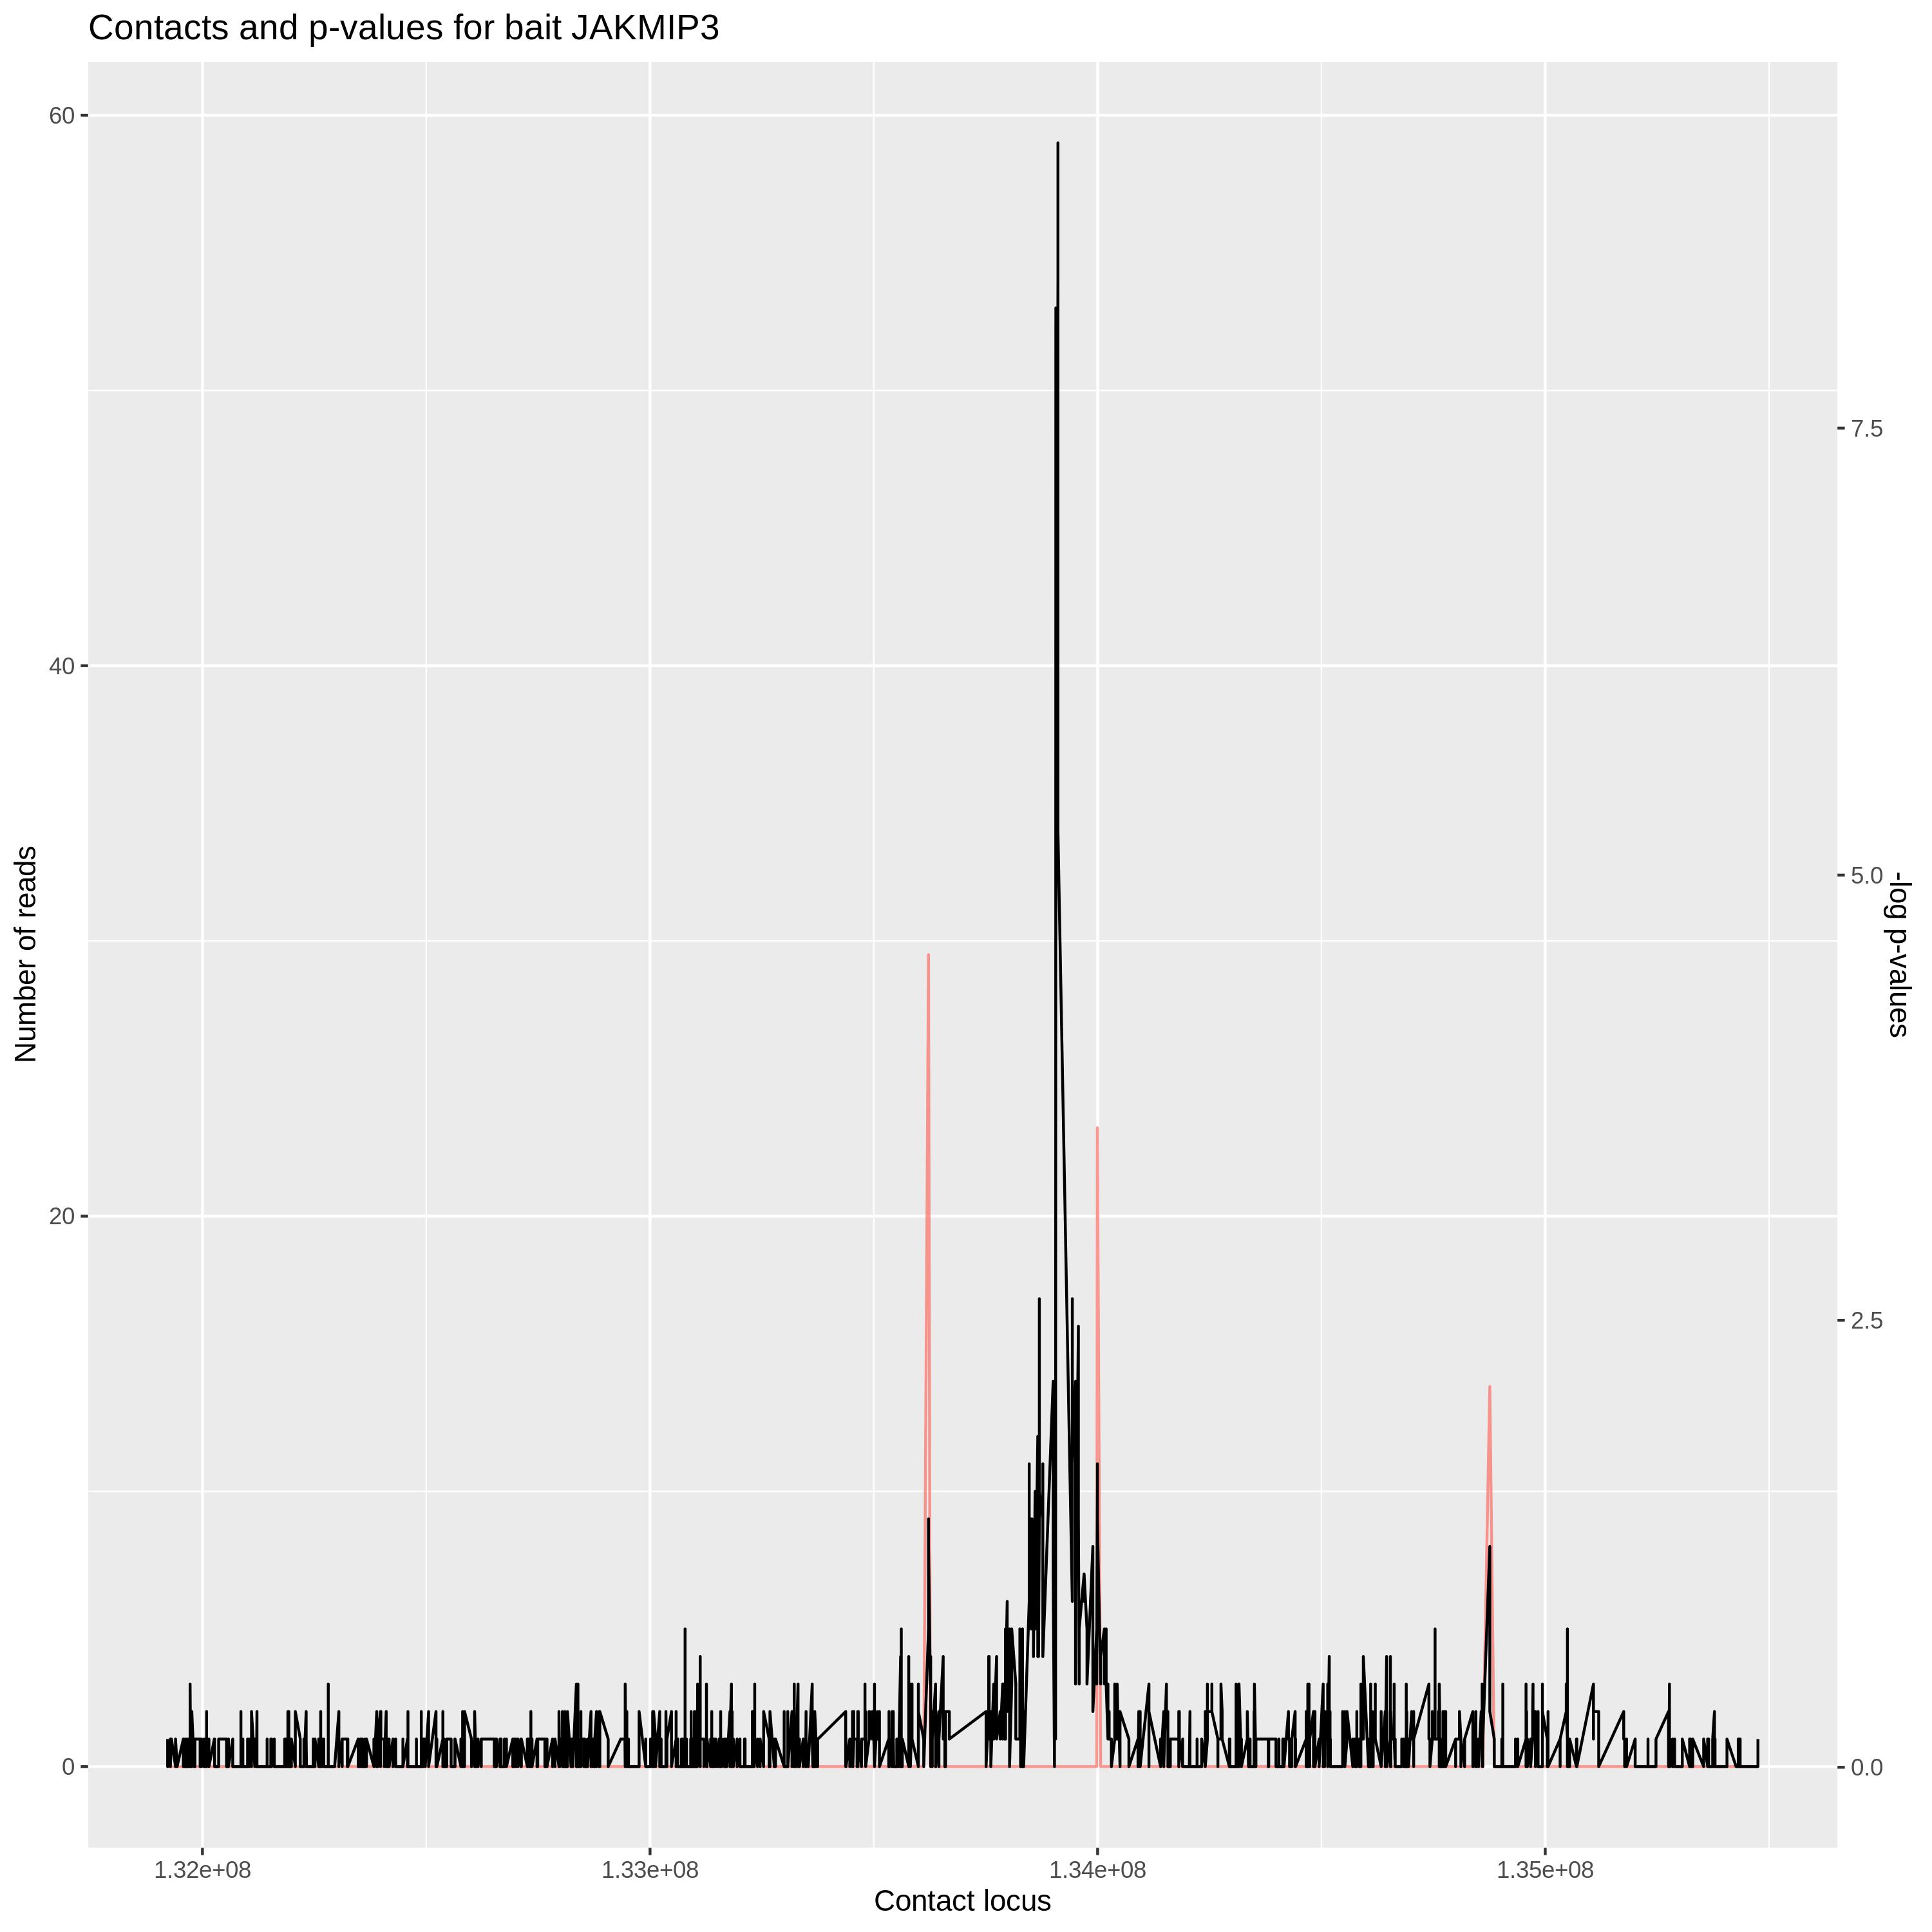 Contacts and p-values for bait JAKMIP3
60
40
20
0
Number of reads
7.5
5.0
2.5
0.0
-log p-values
1.32e+08
1.33e+08
1.34e+08
1.35e+08
Contact locus